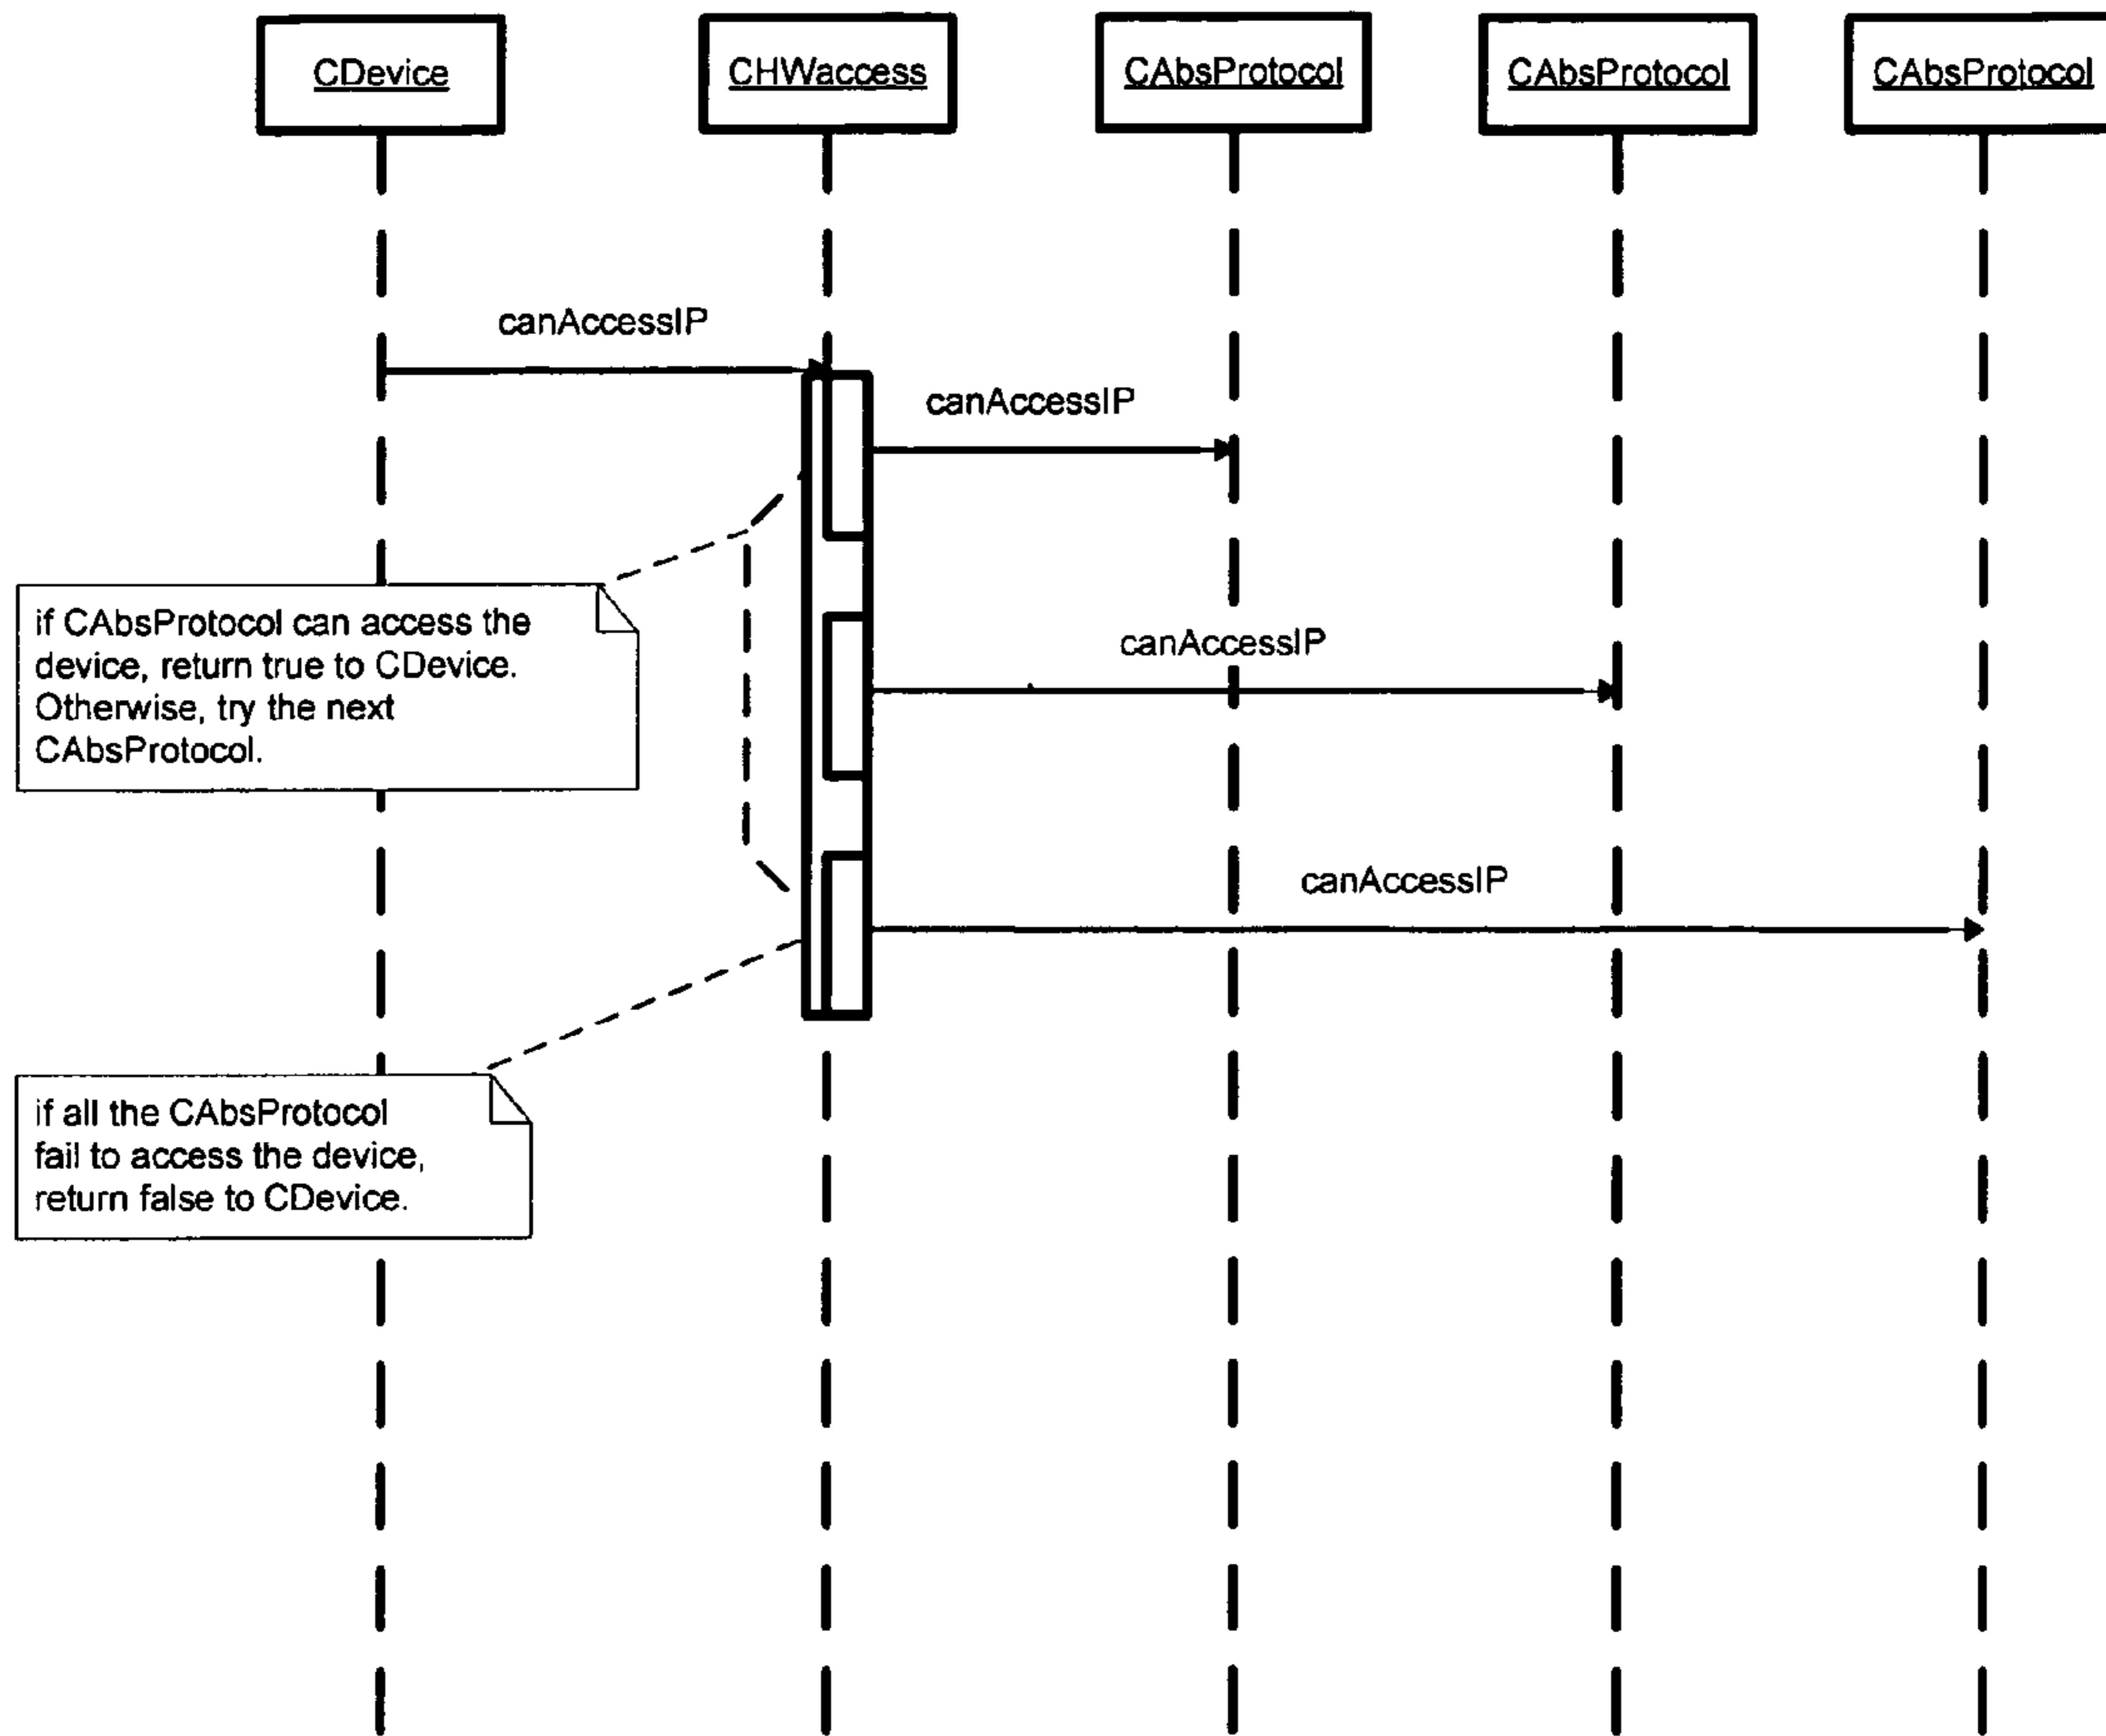 CDevice
CHWaccess
CAbsProtocol
CAbsProtocol
CAbsProtocol
canAccessIP
canAccessIP
if CAbsProtocol can access the
device, return true to CDevice.
Otherwise, try the next
CAbsProtocol.
canAccessIP
canAccessIP
if all the CAbsProtocol
fail to access the device,
return false to CDevice.